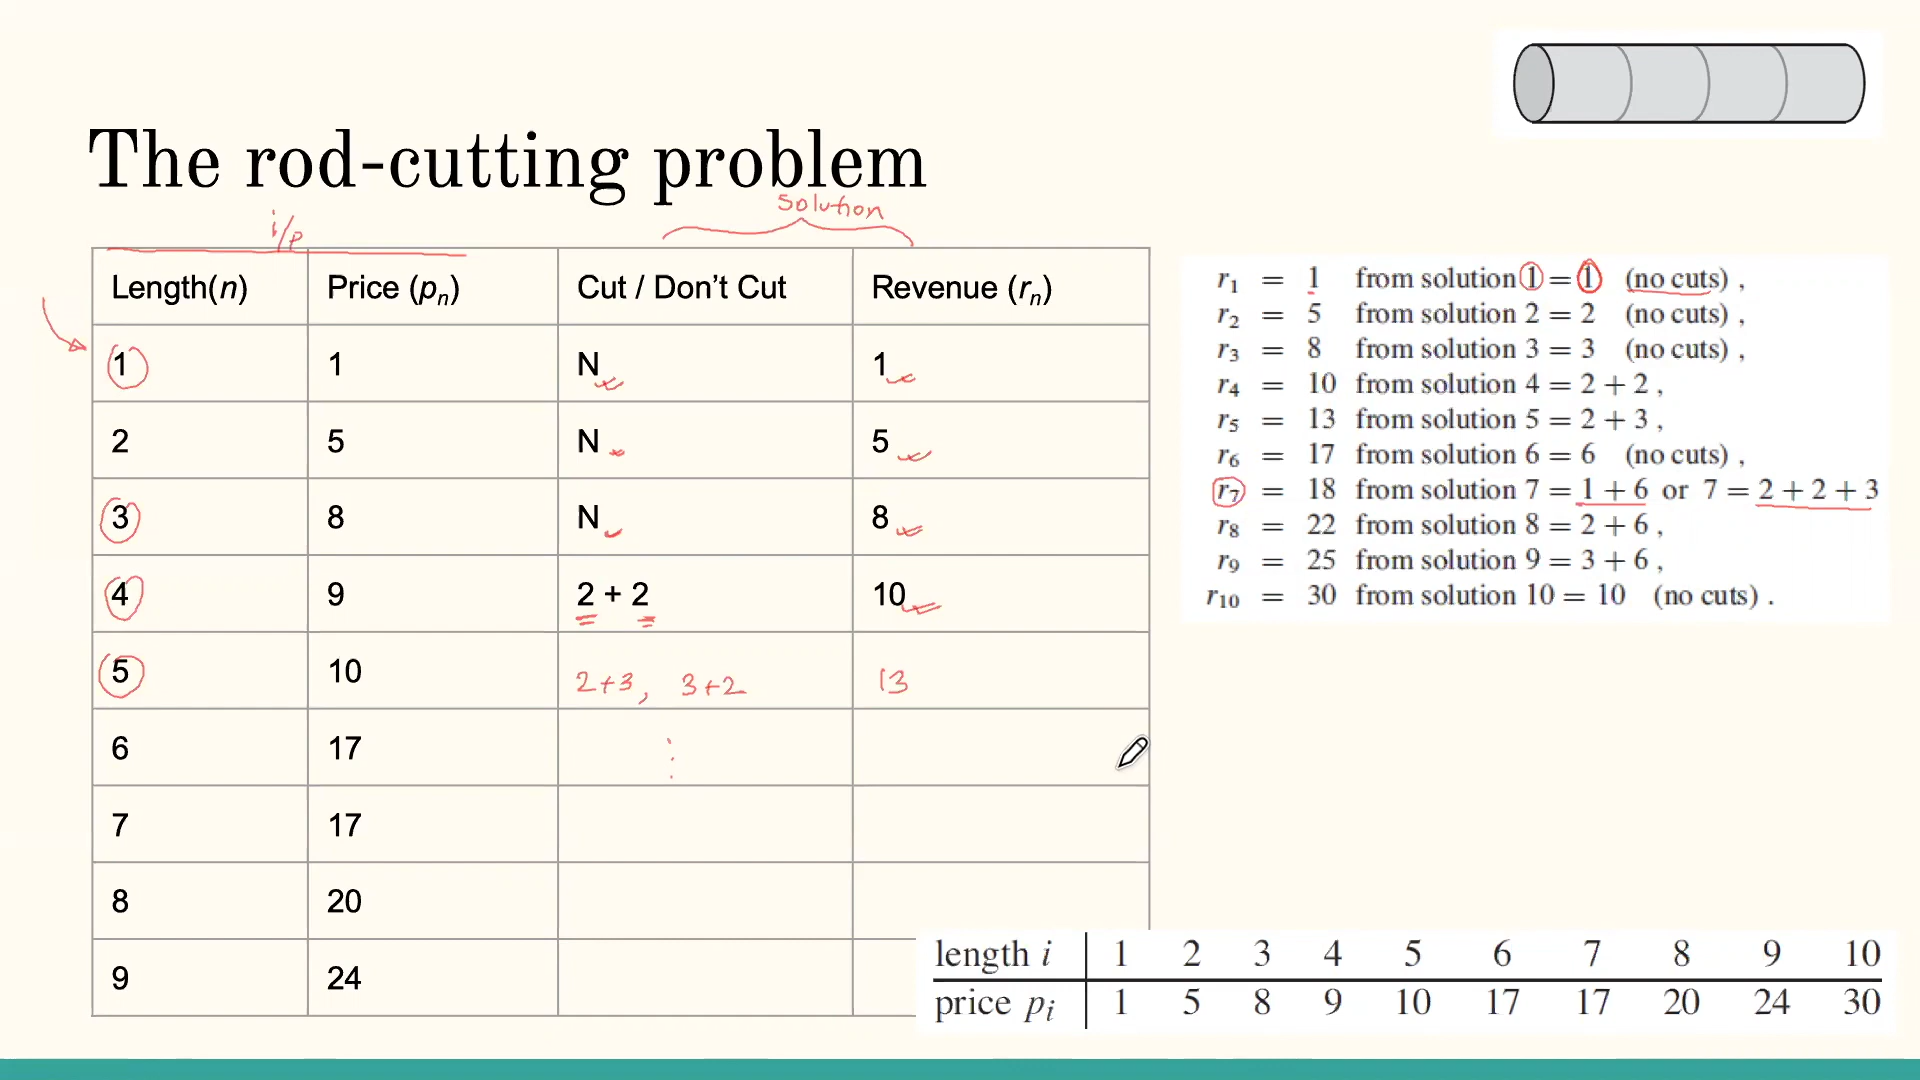 The rod-cutting problem
i/p
Solution
Length(n) Price (pn) Cut / Don't Cut Revenue (rn)
1 1 N 1
2 5 N 5
3 8 N 8
4 9 2 + 2 10
5 10 2+3, 3+2 13
6 17 ⋮
7 17
8 20
9 24
r1 = 1 from solution 1 = 1 (no cuts) ,
r2 = 5 from solution 2 = 2 (no cuts) ,
r3 = 8 from solution 3 = 3 (no cuts) ,
r4 = 10 from solution 4 = 2 + 2 ,
r5 = 13 from solution 5 = 2 + 3 ,
r6 = 17 from solution 6 = 6 (no cuts) ,
r7 = 18 from solution 7 = 1 + 6 or 7 = 2 + 2 + 3
r8 = 22 from solution 8 = 2 + 6 ,
r9 = 25 from solution 9 = 3 + 6 ,
r10 = 30 from solution 10 = 10 (no cuts) .
length i 1 2 3 4 5 6 7 8 9 10
price pi 1 5 8 9 10 17 17 20 24 30